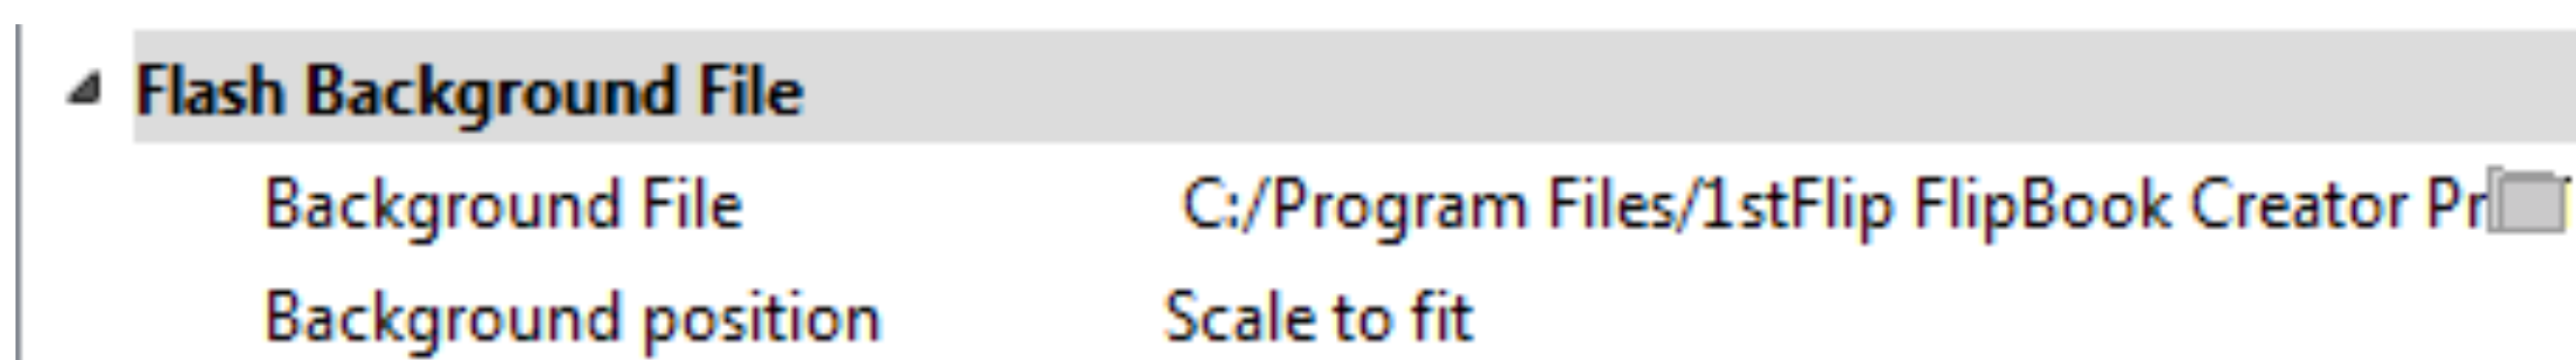 Flash Background File
Background File C:/Program Files/1stFlip FlipBook Creator Pr
Background position Scale to fit